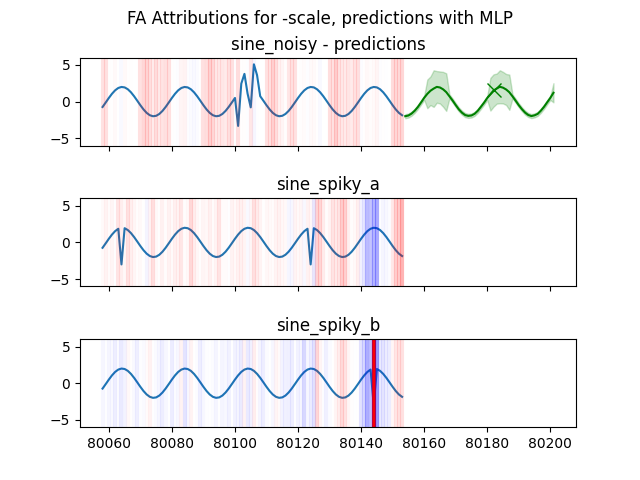 FA Attributions for -scale, predictions with MLP
sine_noisy - predictions
5
0
−5
sine_spiky_a
5
0
−5
sine_spiky_b
5
0
−5
80060 80080 80100 80120 80140 80160 80180 80200